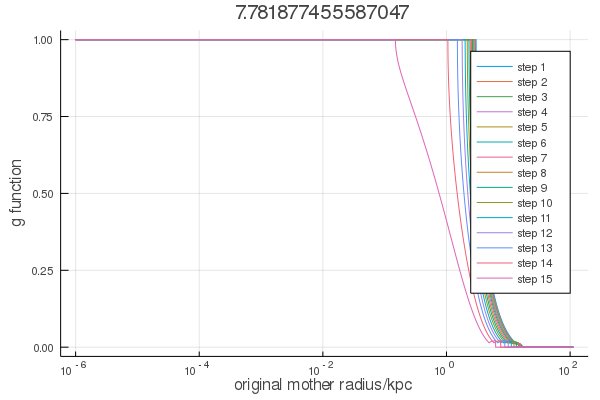 7.781877455587047
1.00
0.75
0.50
0.25
0.00
g function
step 1
step 2
step 3
step 4
step 5
step 6
step 7
step 8
step 9
step 10
step 11
step 12
step 13
step 14
step 15
10⁻⁶ 10⁻⁴ 10⁻² 10⁰ 10²
original mother radius/kpc